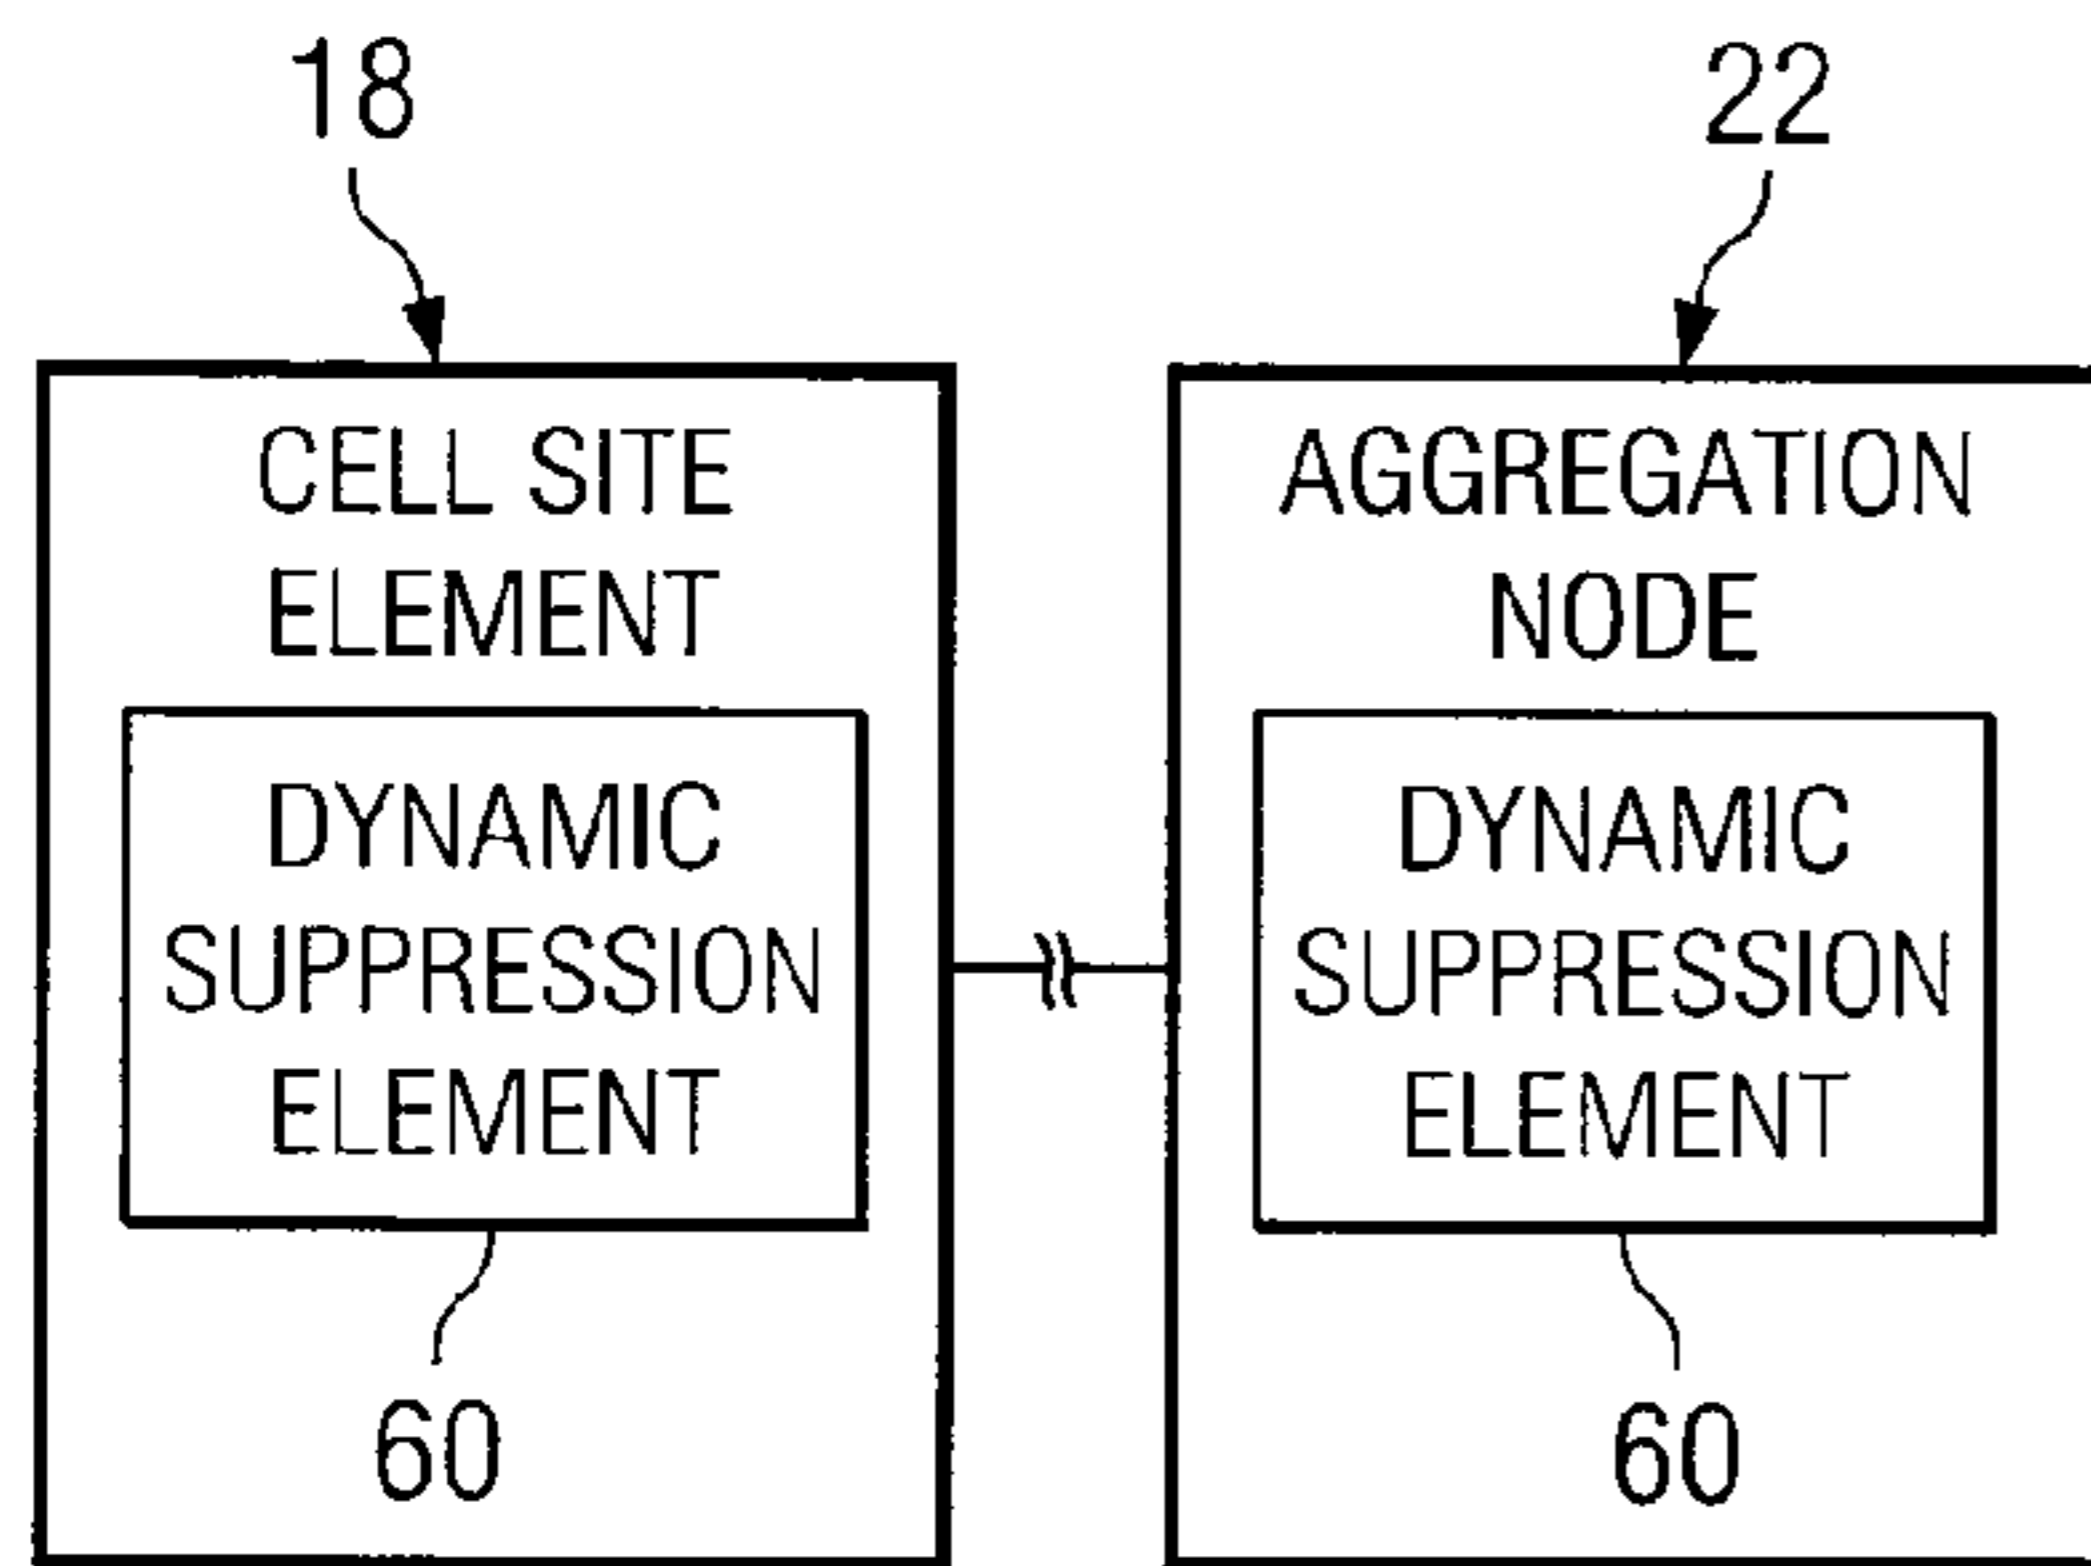 18
22
CELL SITE
ELEMENT
DYNAMIC
SUPPRESSION
ELEMENT
60
AGGREGATION
NODE
DYNAMIC
SUPPRESSION
ELEMENT
60